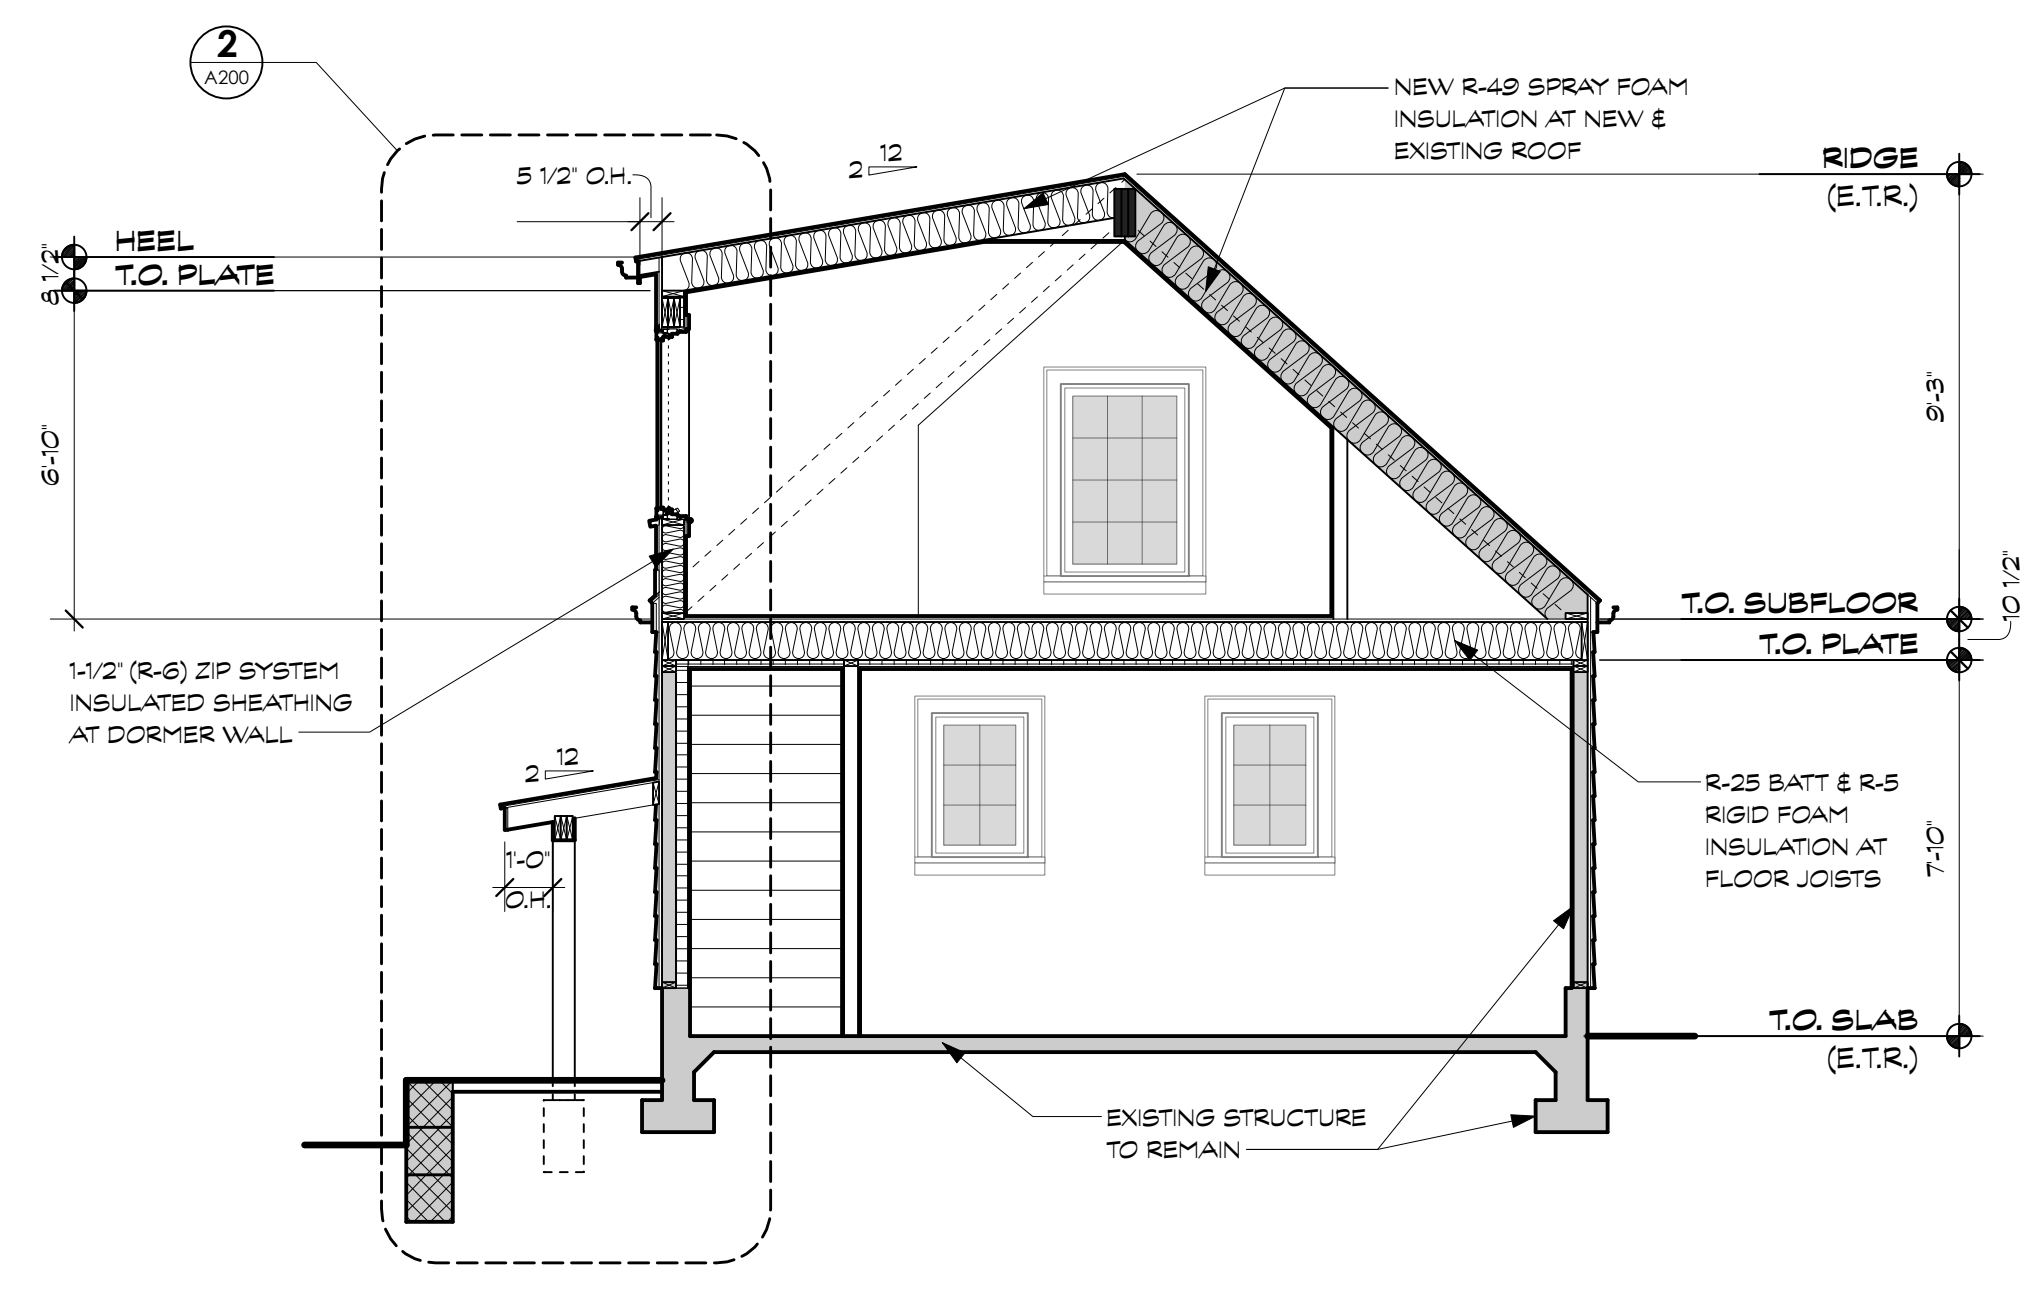 2
A200
NEW R-49 SPRAY FOAM
INSULATION AT NEW &
EXISTING ROOF
12
2
5 1/2" O.H.
RIDGE
(E.T.R.)
HEEL
T.O. PLATE
8 1/2"
6'-10"
9'-3"
T.O. SUBFLOOR
10 1/2"
T.O. PLATE
1-1/2" (R-6) ZIP SYSTEM
INSULATED SHEATHING
AT DORMER WALL
12
2
R-25 BATT & R-5
RIGID FOAM
INSULATION AT
FLOOR JOISTS
7'-10"
1'-0"
O.H.
T.O. SLAB
(E.T.R.)
EXISTING STRUCTURE
TO REMAIN